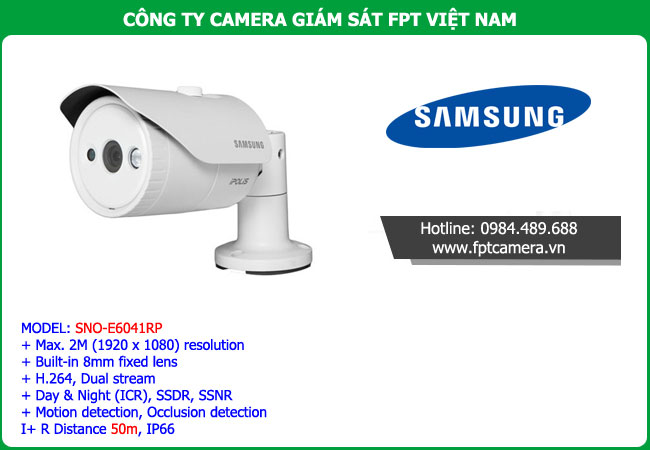 CÔNG TY CAMERA GIÁM SÁT FPT VIỆT NAM
SAMSUNG
iPOLiS
SAMSUNG
Hotline: 0984.489.688
www.fptcamera.vn
MODEL: SNO-E6041RP
+ Max. 2M (1920 x 1080) resolution
+ Built-in 8mm fixed lens
+ H.264, Dual stream
+ Day & Night (ICR), SSDR, SSNR
+ Motion detection, Occlusion detection
I+ R Distance 50m, IP66